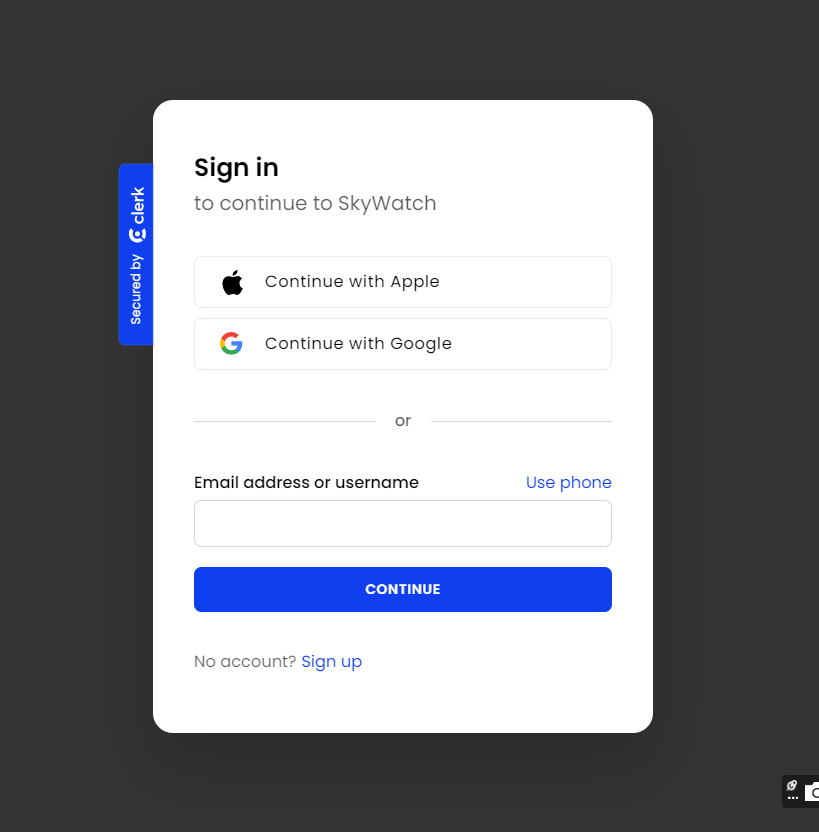 Sign in
to continue to SkyWatch
Secured by clerk
Continue with Apple
Continue with Google
or
Email address or username Use phone
CONTINUE
No account? Sign up